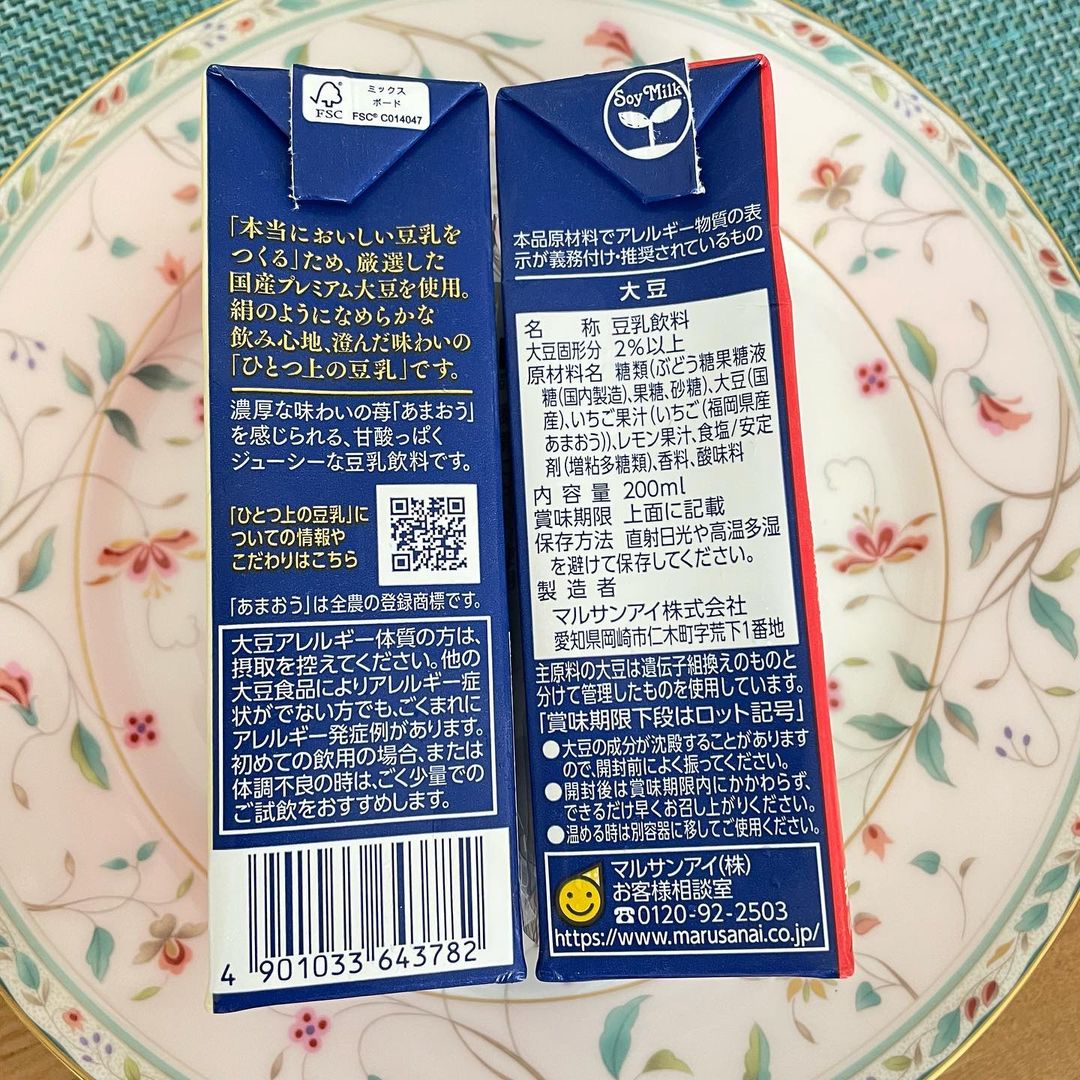 FSC
ミックス
ボード
FSC® C014047
「本当においしい豆乳を
つくる」ため、厳選した
国産プレミアム大豆を使用。
絹のようになめらかな
飲み心地、澄んだ味わいの
「ひとつ上の豆乳」です。
濃厚な味わいの苺「あまおう」
を感じられる、甘酸っぱく
ジューシーな豆乳飲料です。
「ひとつ上の豆乳」に
ついての情報や
こだわりはこちら
「あまおう」は全農の登録商標です。
大豆アレルギー体質の方は、
摂取を控えてください。他の
大豆食品によりアレルギー症
状がでない方でも、ごくまれに
アレルギー発症例があります。
初めての飲用の場合、または
体調不良の時は、ごく少量での
ご試飲をおすすめします。
4 901033 643782
Soy Milk
本品原材料でアレルギー物質の表
示が義務付け・推奨されているもの
大豆
名称 豆乳飲料
大豆固形分 2%以上
原材料名 糖類(ぶどう糖果糖液
糖(国内製造)、果糖、砂糖)、大豆(国
産)、いちご果汁(いちご(福岡県産
あまおう))、レモン果汁、食塩/安定
剤(増粘多糖類)、香料、酸味料
内容量 200ml
賞味期限 上面に記載
保存方法 直射日光や高温多湿
を避けて保存してください。
製造者
マルサンアイ株式会社
愛知県岡崎市仁木町字荒下1番地
主原料の大豆は遺伝子組換えのものと
分けて管理したものを使用しています。
「賞味期限下段はロット記号」
●大豆の成分が沈殿することがあります
ので、開封前によく振ってください。
●開封後は賞味期限内にかかわらず、
できるだけ早くお召し上がりください。
●温める時は別容器に移してご使用ください。
マルサンアイ(株)
お客様相談室
☎0120-92-2503
https://www.marusanai.co.jp/